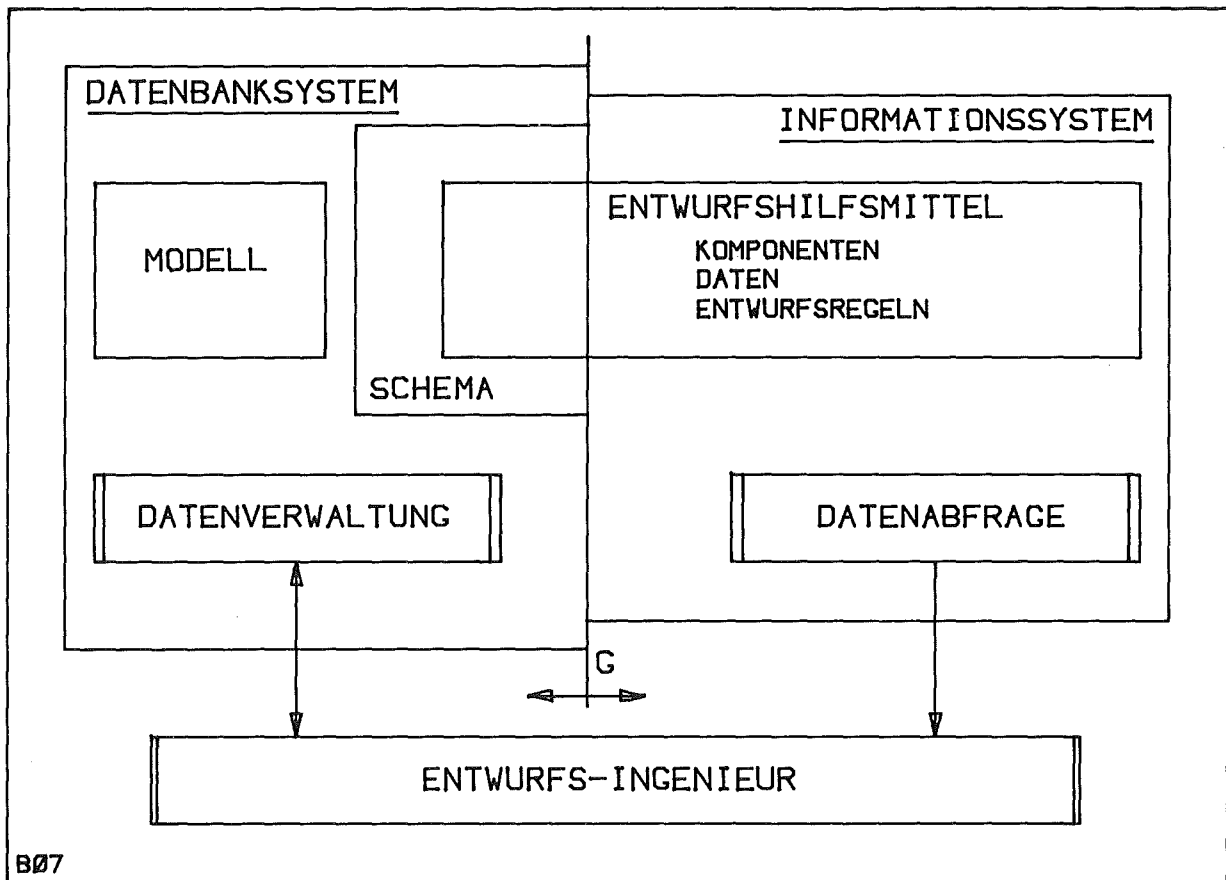 DATENBANKSYSTEM
INFORMATIONSSYSTEM
MODELL
ENTWURFSHILFSMITTEL
KOMPONENTEN
DATEN
ENTWURFSREGELN
SCHEMA
DATENVERWALTUNG
DATENABFRAGE
G
ENTWURFS-INGENIEUR
BØ7